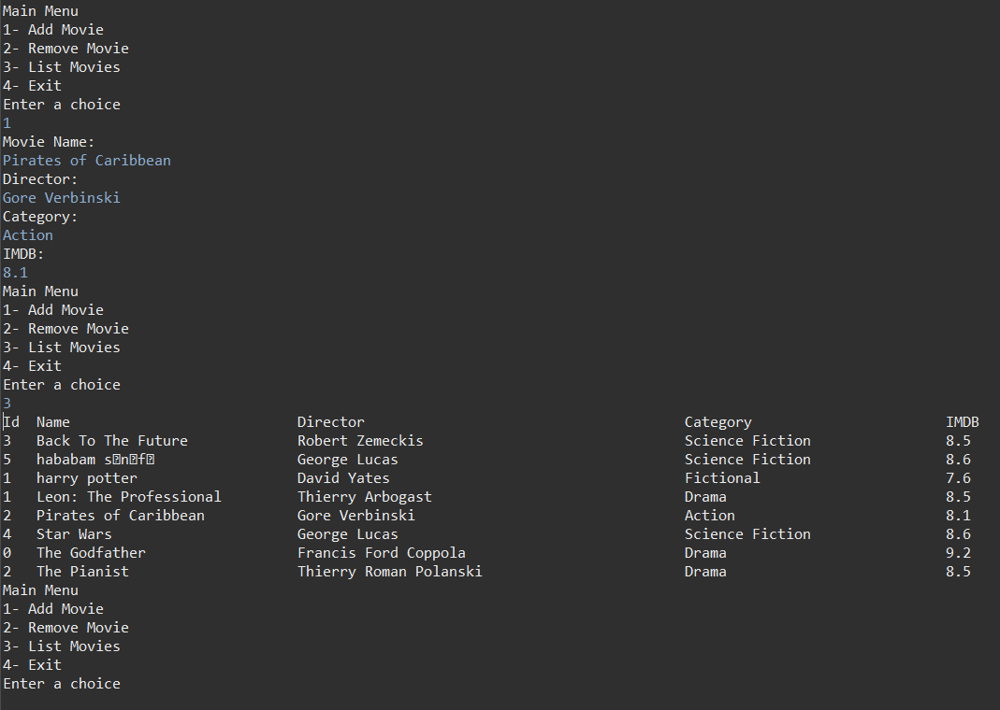 Main Menu
1- Add Movie
2- Remove Movie
3- List Movies
4- Exit
Enter a choice
1
Movie Name:
Pirates of Caribbean
Director:
Gore Verbinski
Category:
Action
IMDB:
8.1
Main Menu
1- Add Movie
2- Remove Movie
3- List Movies
4- Exit
Enter a choice
3
Id Name Director Category IMDB
3 Back To The Future Robert Zemeckis Science Fiction 8.5
5 hababam s�n�f� George Lucas Science Fiction 8.6
1 harry potter David Yates Fictional 7.6
1 Leon: The Professional Thierry Arbogast Drama 8.5
2 Pirates of Caribbean Gore Verbinski Action 8.1
4 Star Wars George Lucas Science Fiction 8.6
0 The Godfather Francis Ford Coppola Drama 9.2
2 The Pianist Thierry Roman Polanski Drama 8.5
Main Menu
1- Add Movie
2- Remove Movie
3- List Movies
4- Exit
Enter a choice